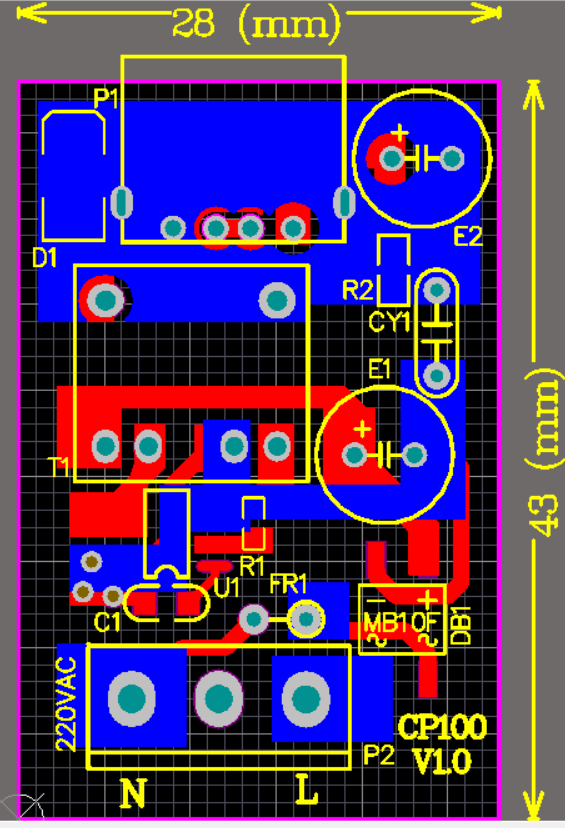 28 (mm)
P1
+
E2
D1
R2
CY1
E1
+
T1
43 (mm)
R1
U1
C1
FR1
- +
MB10F
~ ~
DB1
220VAC
P2
CP100
V1.0
N L